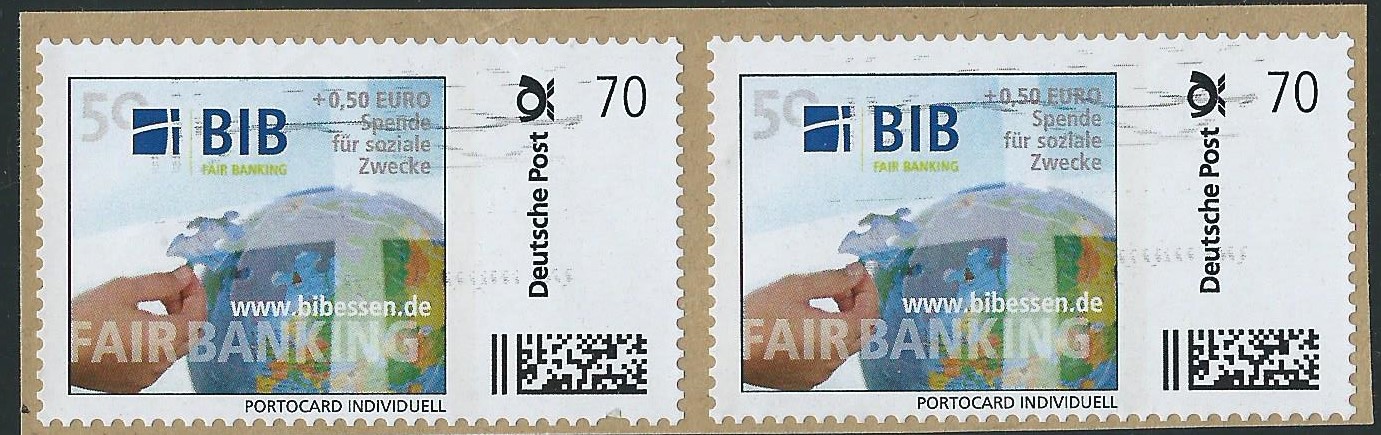 50
BIB
FAIR BANKING
+0,50 EURO
Spende
für soziale
Zwecke
www.bibessen.de
FAIR BANKING
PORTOCARD INDIVIDUELL
Deutsche Post
70
50
BIB
FAIR BANKING
+0,50 EURO
Spende
für soziale
Zwecke
www.bibessen.de
FAIR BANKING
PORTOCARD INDIVIDUELL
Deutsche Post
70